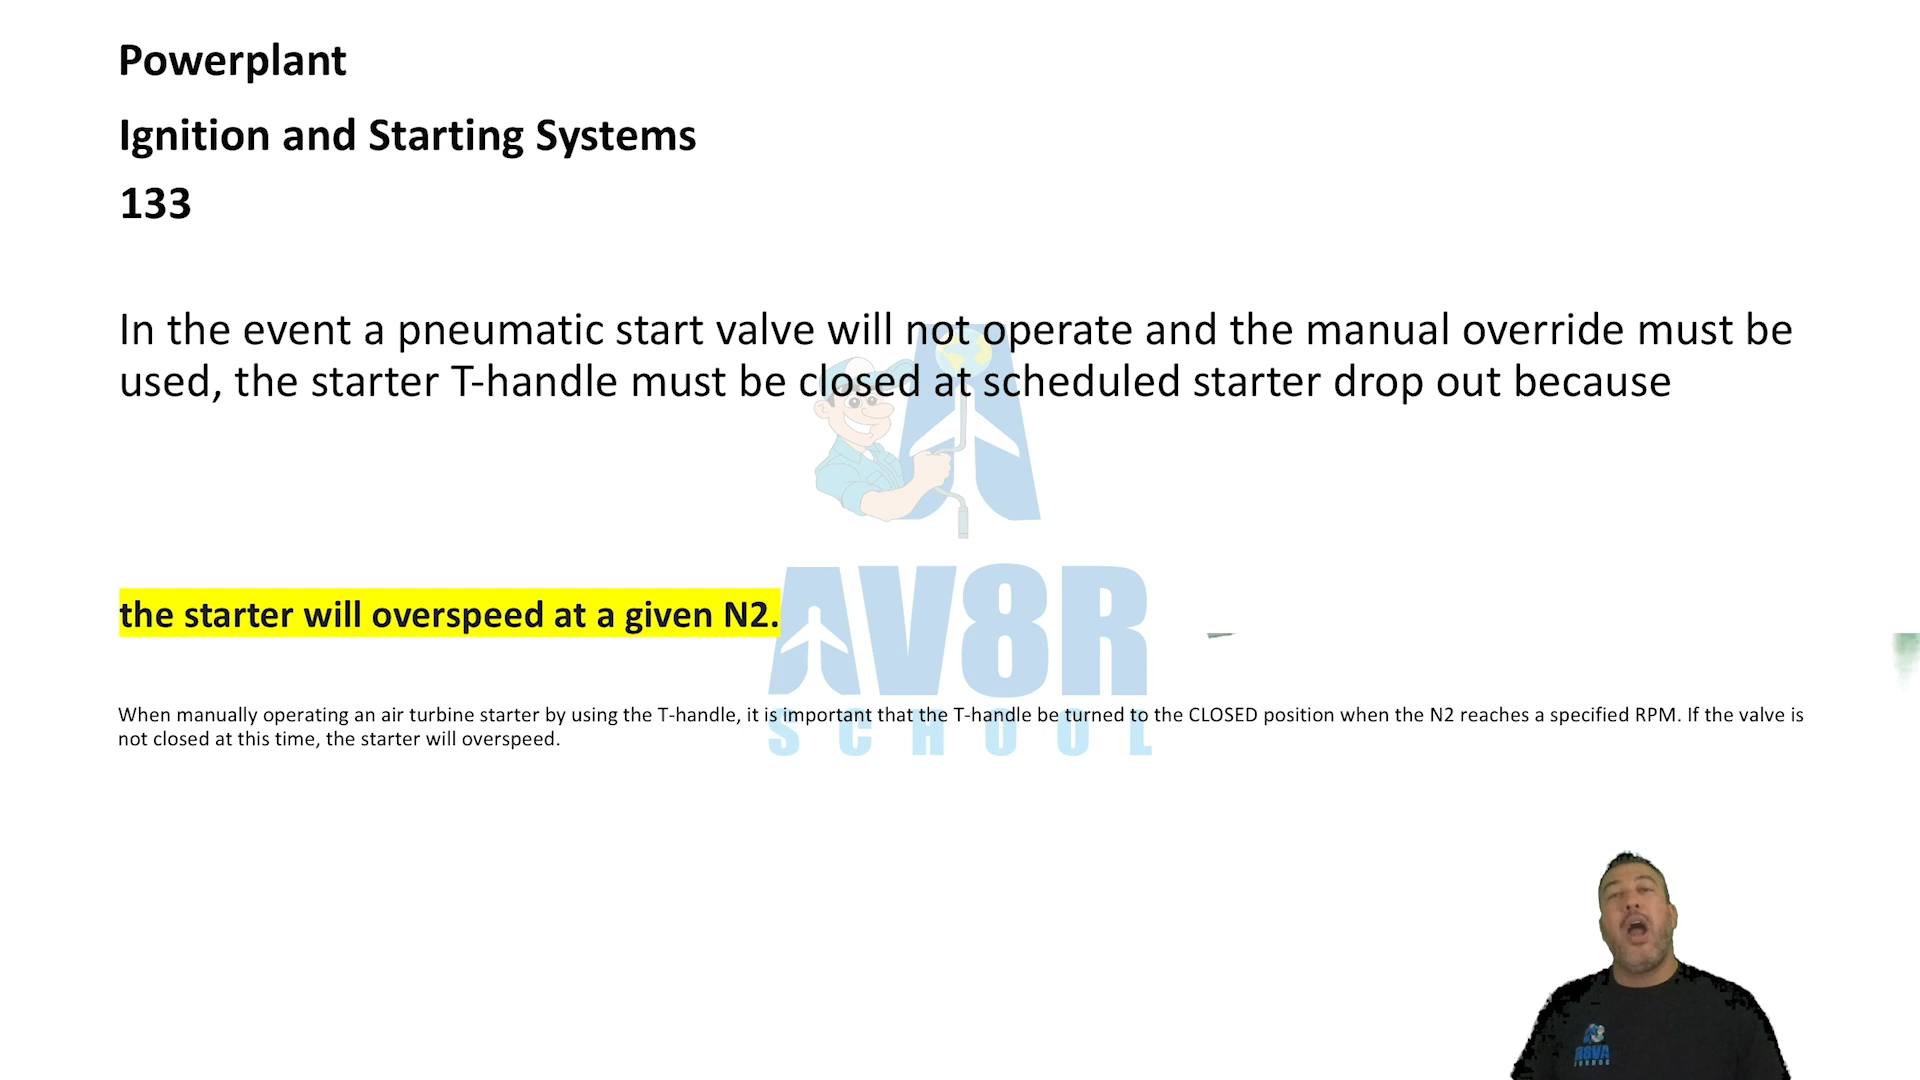 Powerplant
Ignition and Starting Systems
133
In the event a pneumatic start valve will not operate and the manual override must be
used, the starter T-handle must be closed at scheduled starter drop out because
the starter will overspeed at a given N2.
AV8R
SCHOOL
When manually operating an air turbine starter by using the T-handle, it is important that the T-handle be turned to the CLOSED position when the N2 reaches a specified RPM. If the valve is
not closed at this time, the starter will overspeed.